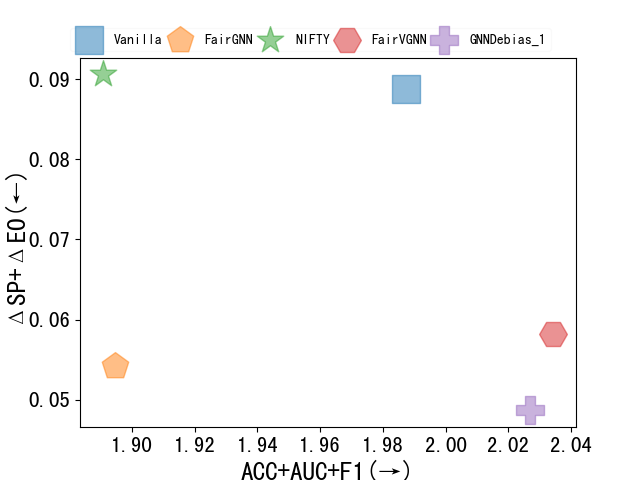 Vanilla FairGNN NIFTY FairVGNN GNNDebias_1
0.09
0.08
0.07
0.06
0.05
ΔSP+ΔEO(←)
1.90 1.92 1.94 1.96 1.98 2.00 2.02 2.04
ACC+AUC+F1(→)